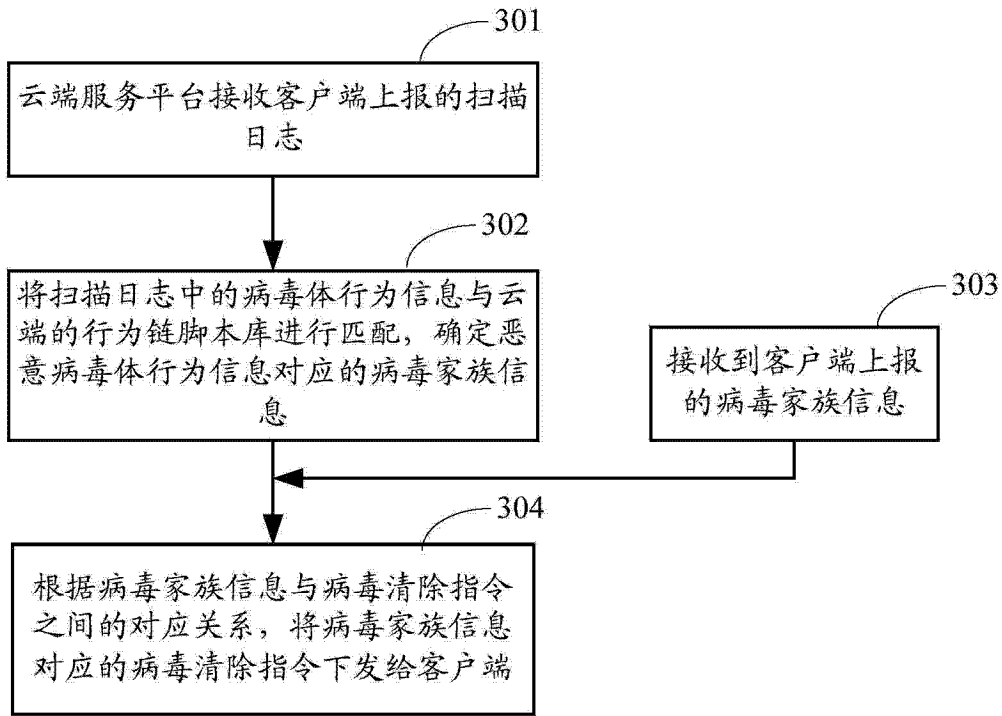 301
云端服务平台接收客户端上报的扫描
日志
302
将扫描日志中的病毒体行为信息与云
端的行为链脚本库进行匹配，确定恶
意病毒体行为信息对应的病毒家族信
息
303
接收到客户端上报
的病毒家族信息
304
根据病毒家族信息与病毒清除指令
之间的对应关系，将病毒家族信息
对应的病毒清除指令下发给客户端